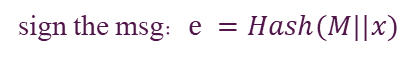 sign the msg: e = Hash(M||x)